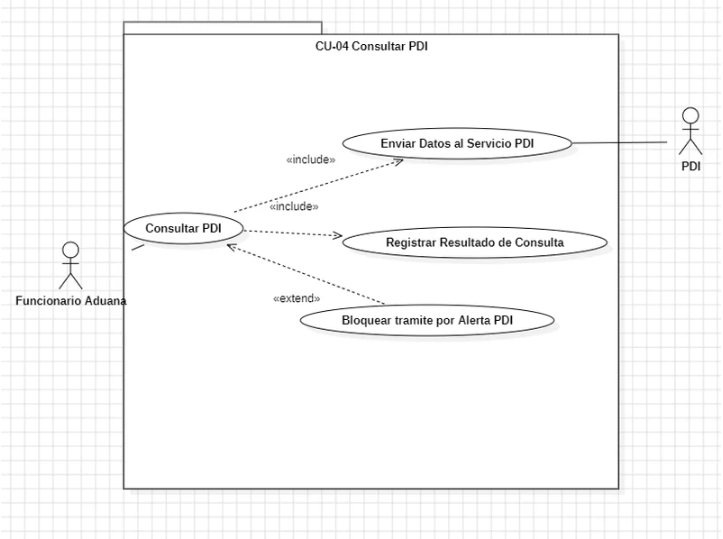 CU-04 Consultar PDI
Enviar Datos al Servicio PDI
PDI
«include»
«include»
Consultar PDI
Registrar Resultado de Consulta
Funcionario Aduana
«extend»
Bloquear tramite por Alerta PDI